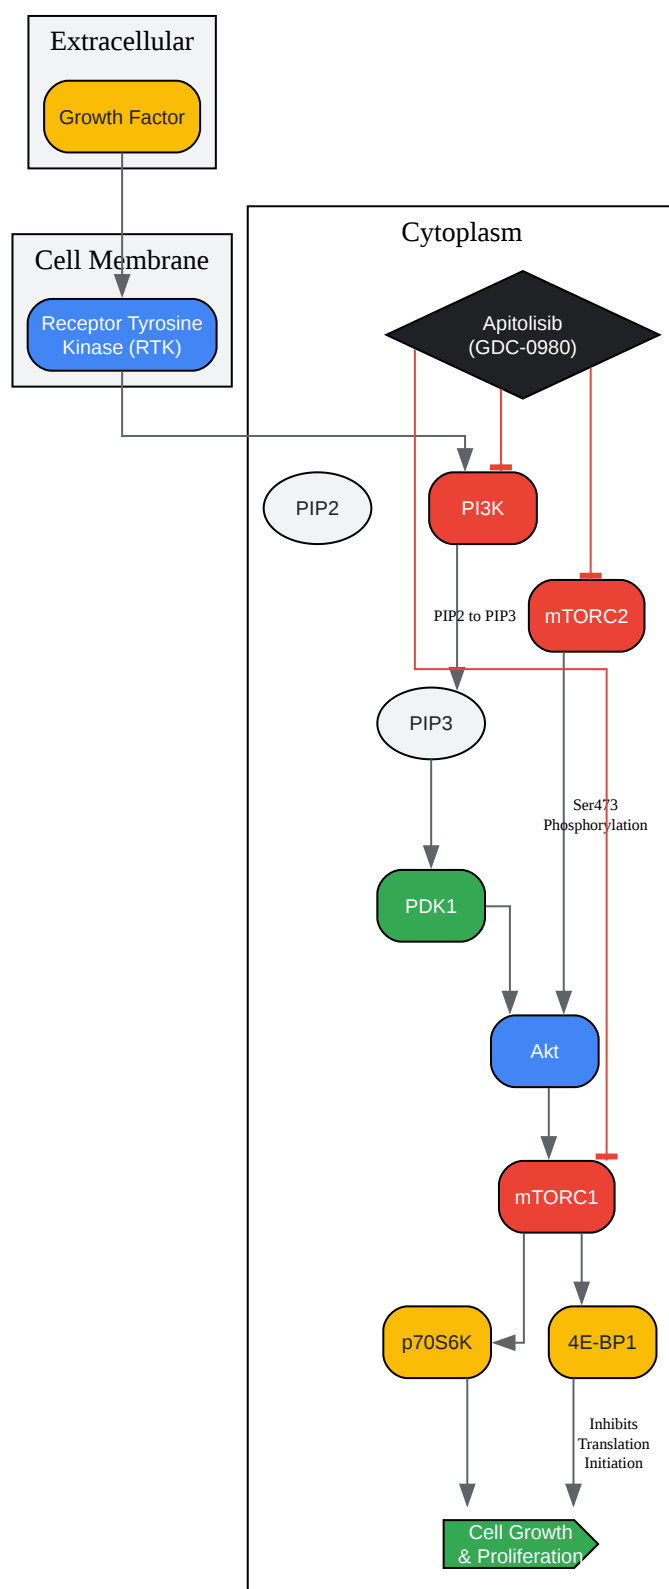 Extracellular
Growth Factor
Cell Membrane
Receptor Tyrosine
Kinase (RTK)
Cytoplasm
Apitolisib
(GDC-0980)
PIP2
PI3K
PIP2 to PIP3
mTORC2
PIP3
Ser473
Phosphorylation
PDK1
Akt
mTORC1
p70S6K
4E-BP1
Inhibits
Translation
Initiation
Cell Growth
& Proliferation